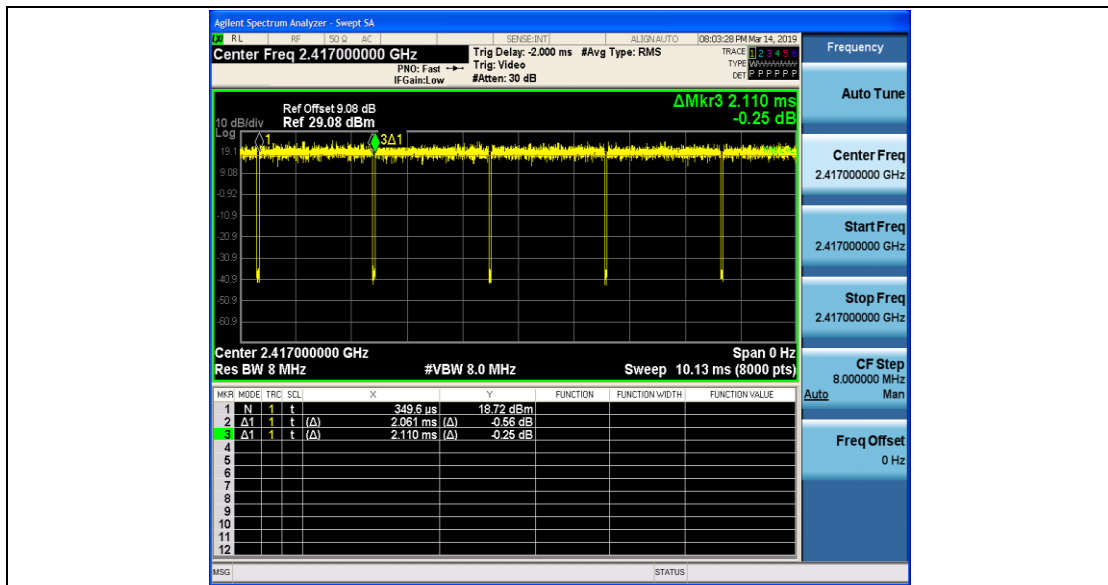 Agilent Spectrum Analyzer - Swept SA
RL RF 50 Ω AC SENSE:INT ALIGN AUTO 08:03:28 PM Mar 14, 2019
Center Freq 2.417000000 GHz
PNO: Fast
IFGain:Low
Trig Delay: -2.000 ms #Avg Type: RMS
Trig: Video
#Atten: 30 dB
TRACE 1 2 3 4 5 6
TYPE
DET P P P P P P
Frequency
Auto Tune
Center Freq
2.417000000 GHz
Start Freq
2.417000000 GHz
Stop Freq
2.417000000 GHz
CF Step
8.000000 MHz
Auto Man
Freq Offset
0 Hz
ΔMkr3 2.110 ms
-0.25 dB
Ref Offset 9.08 dB
10 dB/div Ref 29.08 dBm
Log
1 3Δ1
19.1
9.08
-0.92
-10.9
-20.9
-30.9
-40.9
-50.9
-60.9
Center 2.417000000 GHz Span 0 Hz
Res BW 8 MHz #VBW 8.0 MHz Sweep 10.13 ms (8000 pts)
MKR MODE TRC SCL X Y FUNCTION FUNCTION WIDTH FUNCTION VALUE
1 N 1 t 349.6 us 18.72 dBm
2 Δ1 1 t (Δ) 2.061 ms (Δ) -0.56 dB
3 Δ1 1 t (Δ) 2.110 ms (Δ) -0.25 dB
4
5
6
7
8
9
10
11
12
MSG STATUS